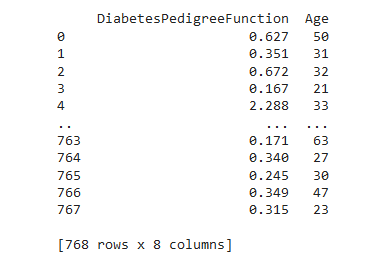 DiabetesPedigreeFunction Age
0 0.627 50
1 0.351 31
2 0.672 32
3 0.167 21
4 2.288 33
.. ... ...
763 0.171 63
764 0.340 27
765 0.245 30
766 0.349 47
767 0.315 23
[768 rows x 8 columns]